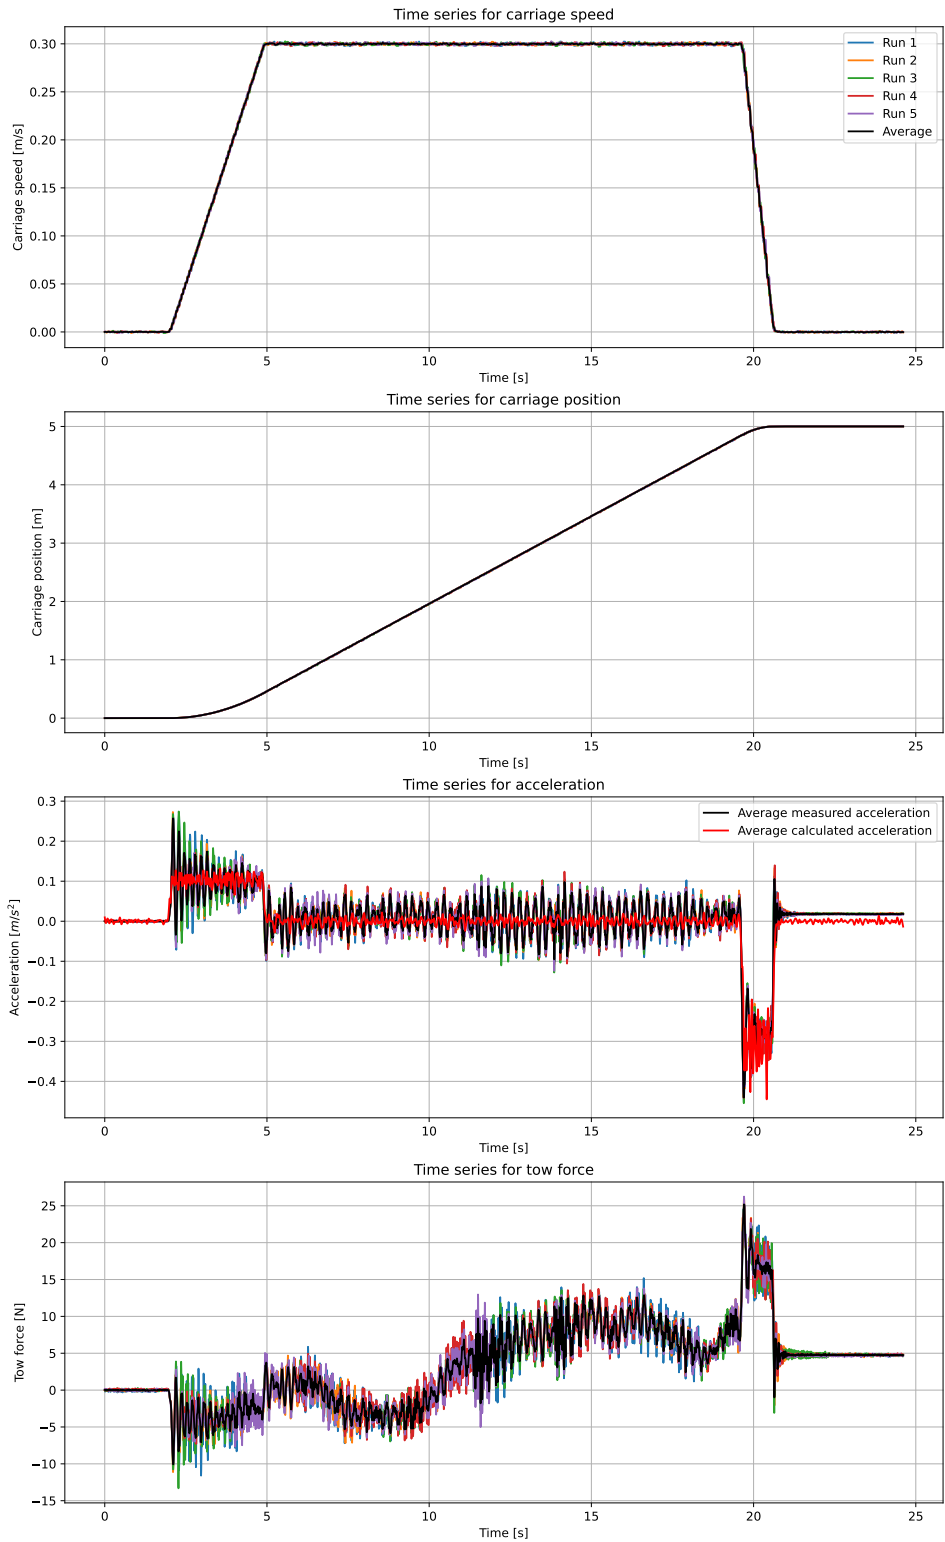 Time series for carriage speed
Carriage speed [m/s]
0.30
0.25
0.20
0.15
0.10
0.05
0.00
Run 1
Run 2
Run 3
Run 4
Run 5
Average
0 5 10 15 20 25
Time [s]
Time series for carriage position
Carriage position [m]
5
4
3
2
1
0
0 5 10 15 20 25
Time [s]
Time series for acceleration
Acceleration [m/s²]
0.3
0.2
0.1
0.0
−0.1
−0.2
−0.3
−0.4
Average measured acceleration
Average calculated acceleration
0 5 10 15 20 25
Time [s]
Time series for tow force
Tow force [N]
25
20
15
10
5
0
−5
−10
−15
0 5 10 15 20 25
Time [s]